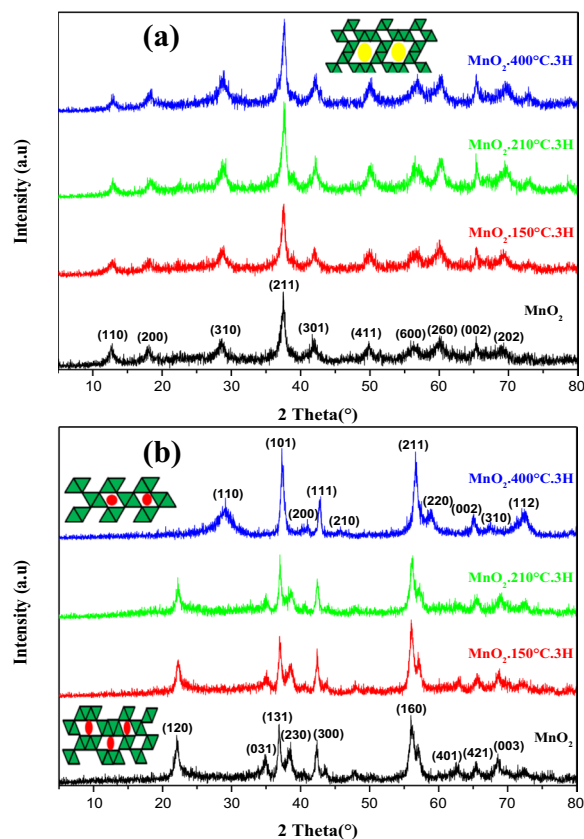 (a)
MnO2.400°C.3H
MnO2.210°C.3H
MnO2.150°C.3H
MnO2
(110) (200) (310) (211) (301) (411) (600) (260) (002) (202)
Intensity (a.u)
10 20 30 40 50 60 70 80
2 Theta(°)
(b)
MnO2.400°C.3H
(110) (101) (200) (111) (210) (211) (220) (002) (310) (112)
MnO2.210°C.3H
MnO2.150°C.3H
MnO2
(120) (031) (131) (230) (300) (160) (401) (421) (003)
Intensity (a.u)
10 20 30 40 50 60 70 80
2 Theta(°)